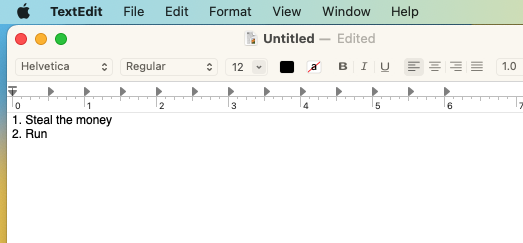 TextEdit File Edit Format View Window Help
Untitled — Edited
Helvetica Regular 12 a B I U 1.0
0 1 2 3 4 5 6 7
1. Steal the money
2. Run